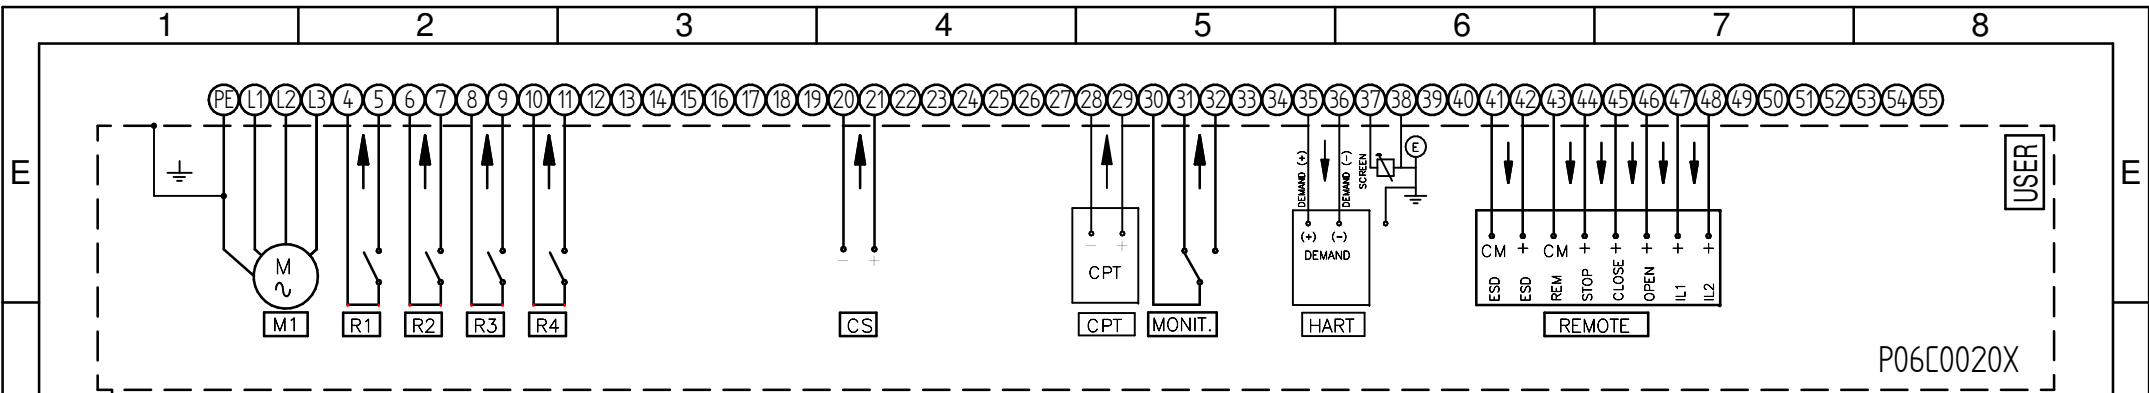 1 2 3 4 5 6 7 8
PE L1 L2 L3 4 5 6 7 8 9 10 11 12 13 14 15 16 17 18 19 20 21 22 23 24 25 26 27 28 29 30 31 32 33 34 35 36 37 38 39 40 41 42 43 44 45 46 47 48 49 50 51 52 53 54 55
E E
USER
DEMAND (+)
DEMAND (-)
SCREEN
E
M
∿
- +
- +
CPT
(+) (-)
DEMAND
CM + CM + + + + +
ESD ESD REM STOP CLOSE OPEN IL1 IL2
M1 R1 R2 R3 R4 CS CPT MONIT. HART REMOTE
P06C0020X